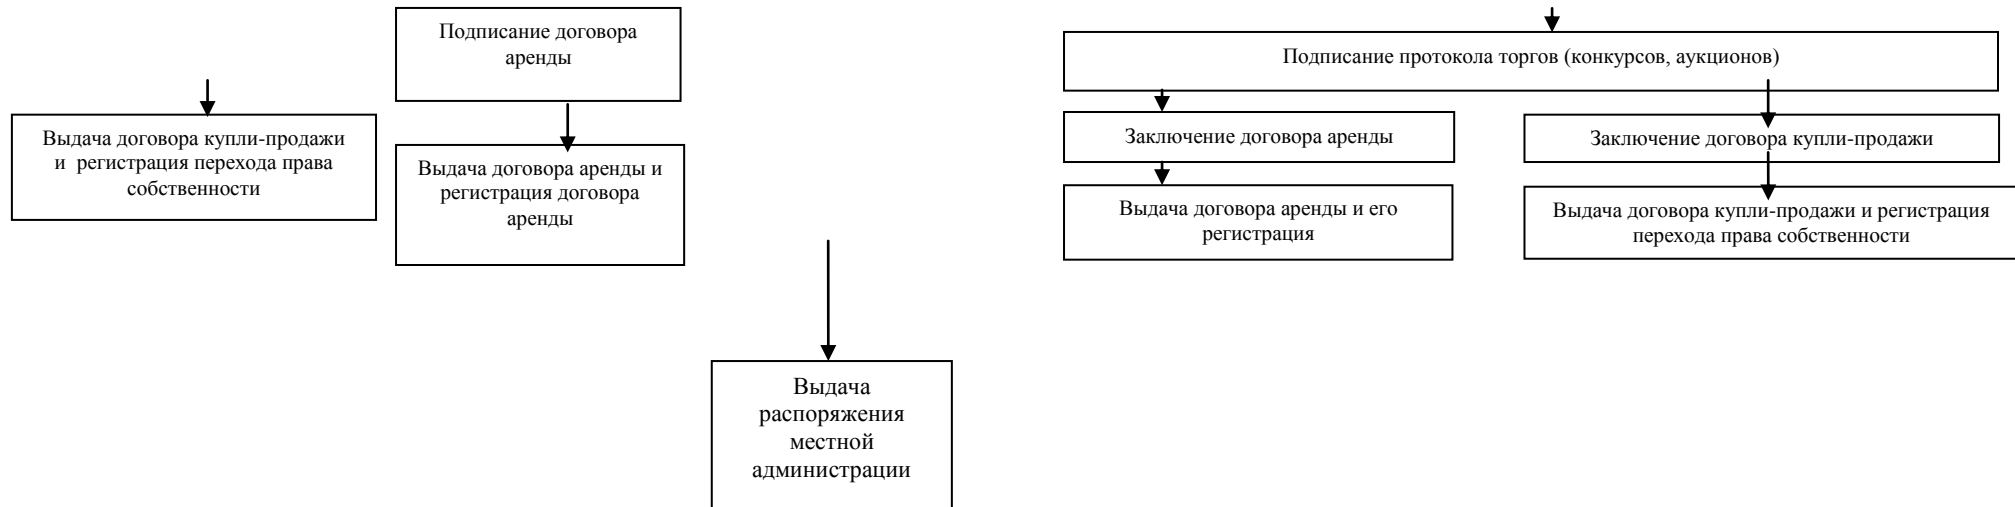 Подписание договора
аренды
Выдача договора купли-продажи
и регистрация перехода права
собственности
Выдача договора аренды и
регистрация договора
аренды
Выдача
распоряжения
местной
администрации
Подписание протокола торгов (конкурсов, аукционов)
Заключение договора аренды
Заключение договора купли-продажи
Выдача договора аренды и его
регистрация
Выдача договора купли-продажи и регистрация
перехода права собственности